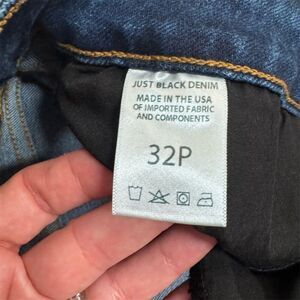 JUST BLACK DENIM
MADE IN THE USA
OF IMPORTED FABRIC
AND COMPONENTS
32P